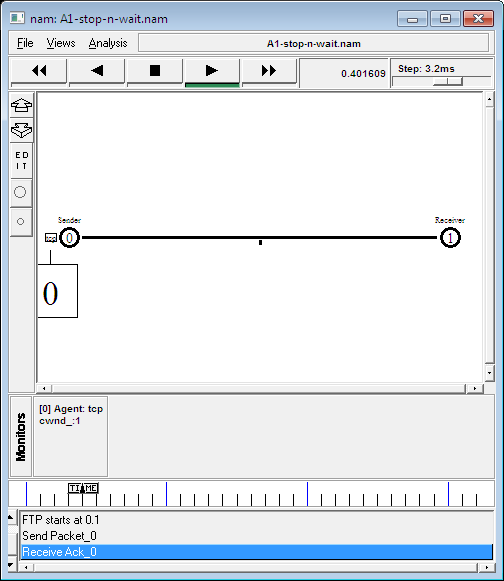 nam: A1-stop-n-wait.nam
File Views Analysis A1-stop-n-wait.nam
0.401609 Step: 3.2ms
E D
I T
Sender Receiver
tcp 0 1
0
Monitors
[0] Agent: tcp
cwnd_:1
TIME
FTP starts at 0.1
Send Packet_0
Receive Ack_0